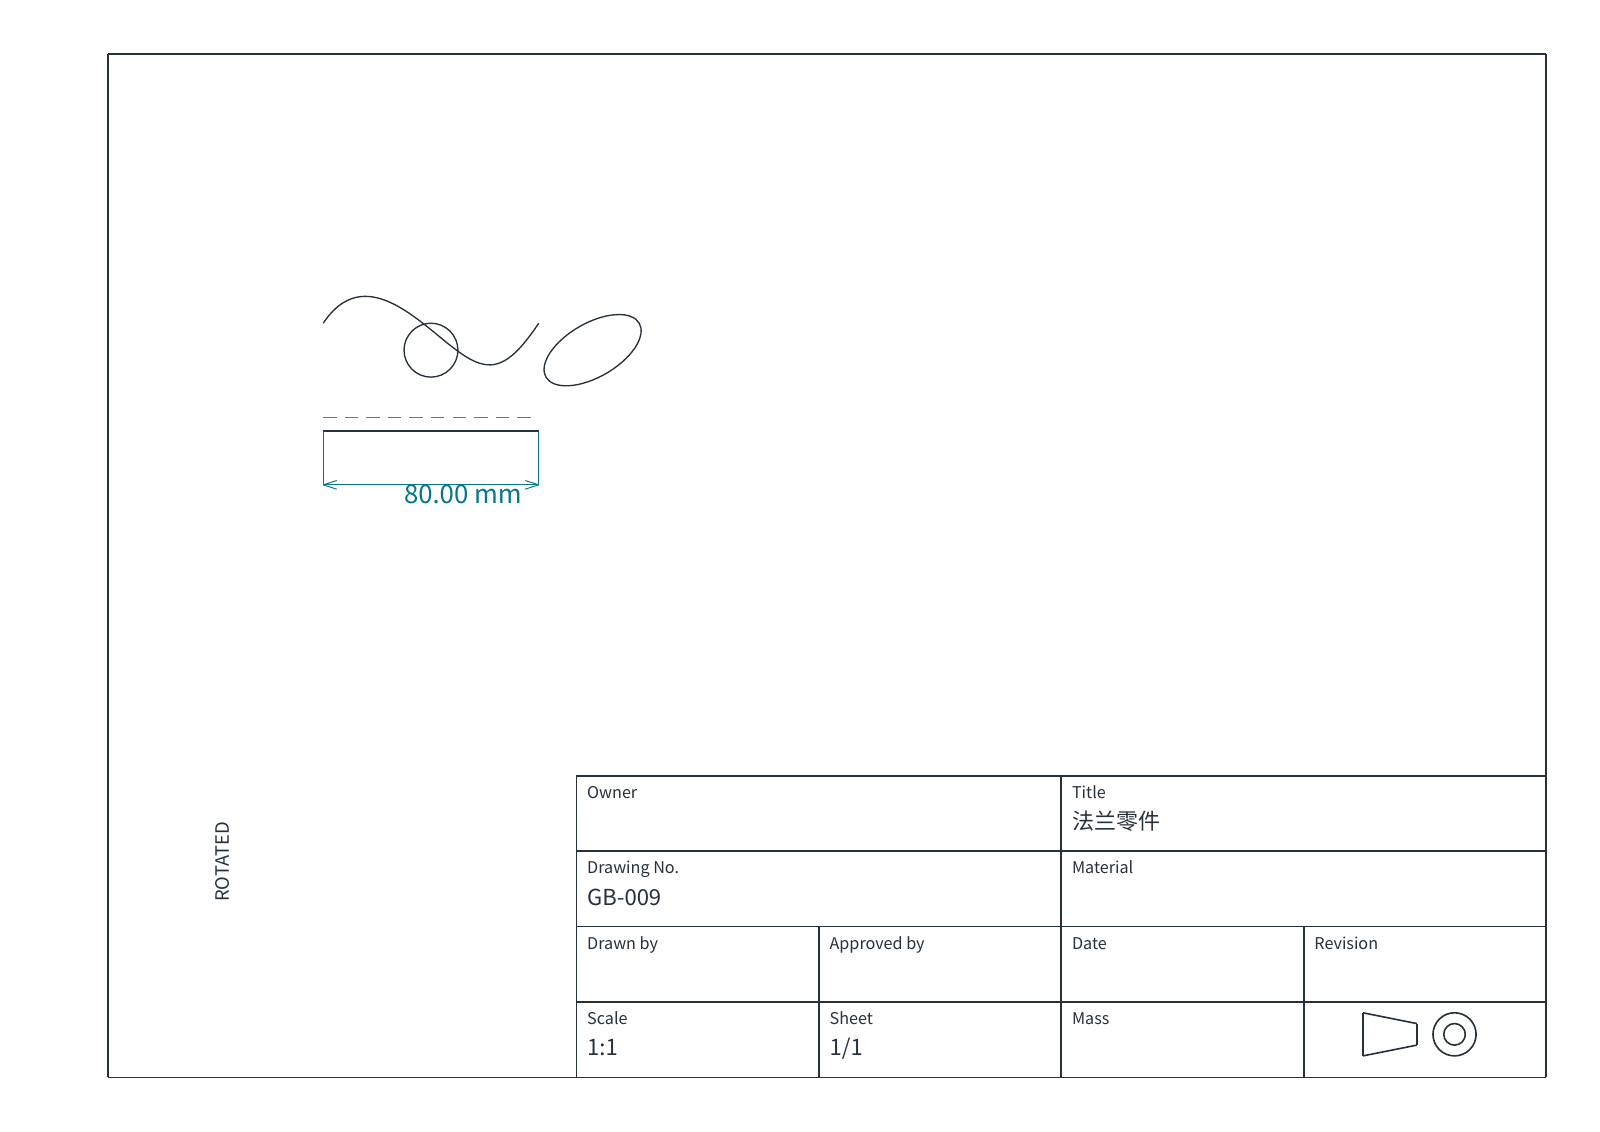 80.00 mm
ROTATED
Owner
Title
法兰零件
Drawing No.
GB-009
Material
Drawn by
Approved by
Date
Revision
Scale
1:1
Sheet
1/1
Mass